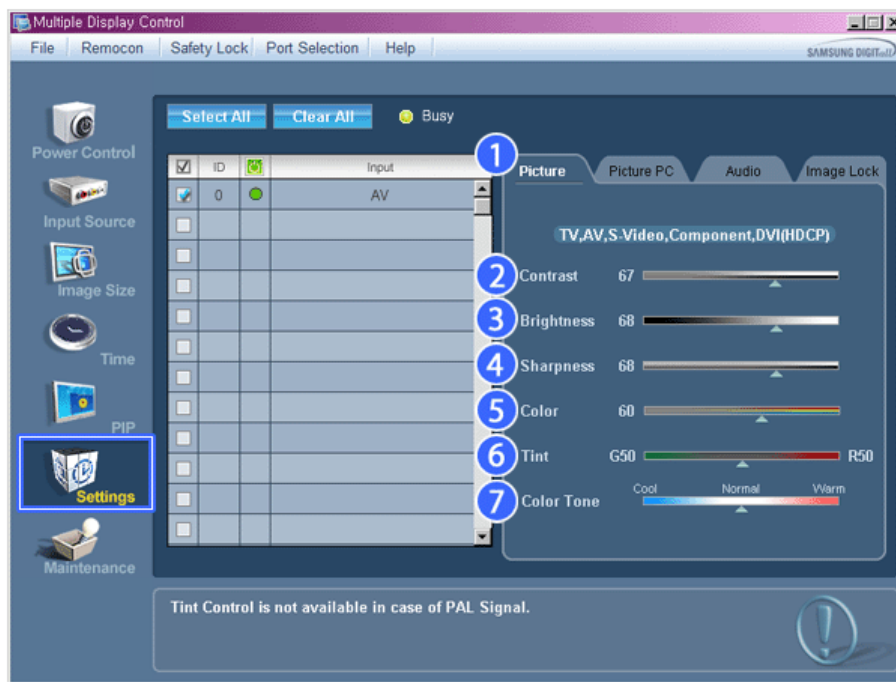 Multiple Display Control
File Remocon Safety Lock Port Selection Help
SAMSUNG DIGITall
Select All Clear All Busy
Power Control
Input Source
Image Size
Time
PIP
Settings
Maintenance
ID Input
0 AV
1 Picture Picture PC Audio Image Lock
TV,AV,S-Video,Component,DVI(HDCP)
2 Contrast 67
3 Brightness 68
4 Sharpness 68
5 Color 60
6 Tint G50 R50
Cool Normal Warm
7 Color Tone
Tint Control is not available in case of PAL Signal.